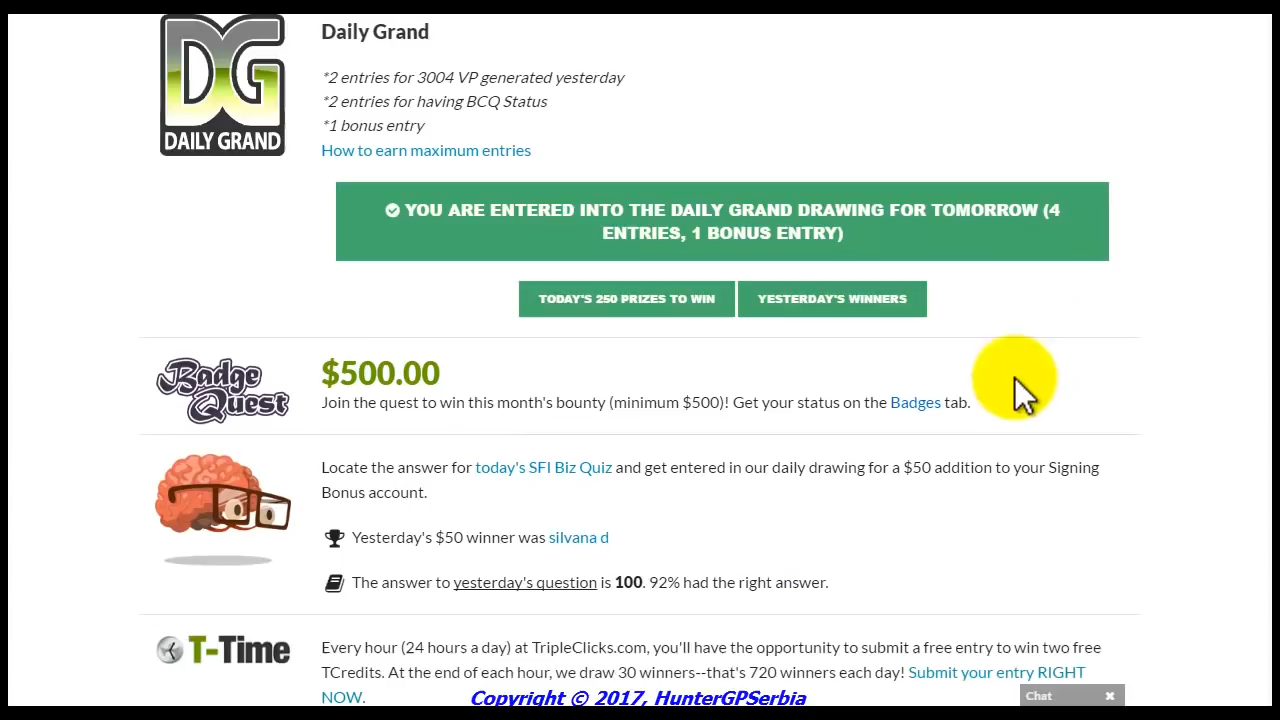 DG
DAILY GRAND
Daily Grand
*2 entries for 3004 VP generated yesterday
*2 entries for having BCQ Status
*1 bonus entry
How to earn maximum entries
YOU ARE ENTERED INTO THE DAILY GRAND DRAWING FOR TOMORROW (4
ENTRIES, 1 BONUS ENTRY)
TODAY'S 250 PRIZES TO WIN
YESTERDAY'S WINNERS
Badge
Quest
$500.00
Join the quest to win this month's bounty (minimum $500)! Get your status on the Badges tab.
Locate the answer for today's SFI Biz Quiz and get entered in our daily drawing for a $50 addition to your Signing
Bonus account.
Yesterday's $50 winner was silvana d
The answer to yesterday's question is 100. 92% had the right answer.
T-Time
Every hour (24 hours a day) at TripleClicks.com, you'll have the opportunity to submit a free entry to win two free
TCredits. At the end of each hour, we draw 30 winners--that's 720 winners each day! Submit your entry RIGHT
NOW.
Copyright © 2017, HunterGPSerbia
Chat